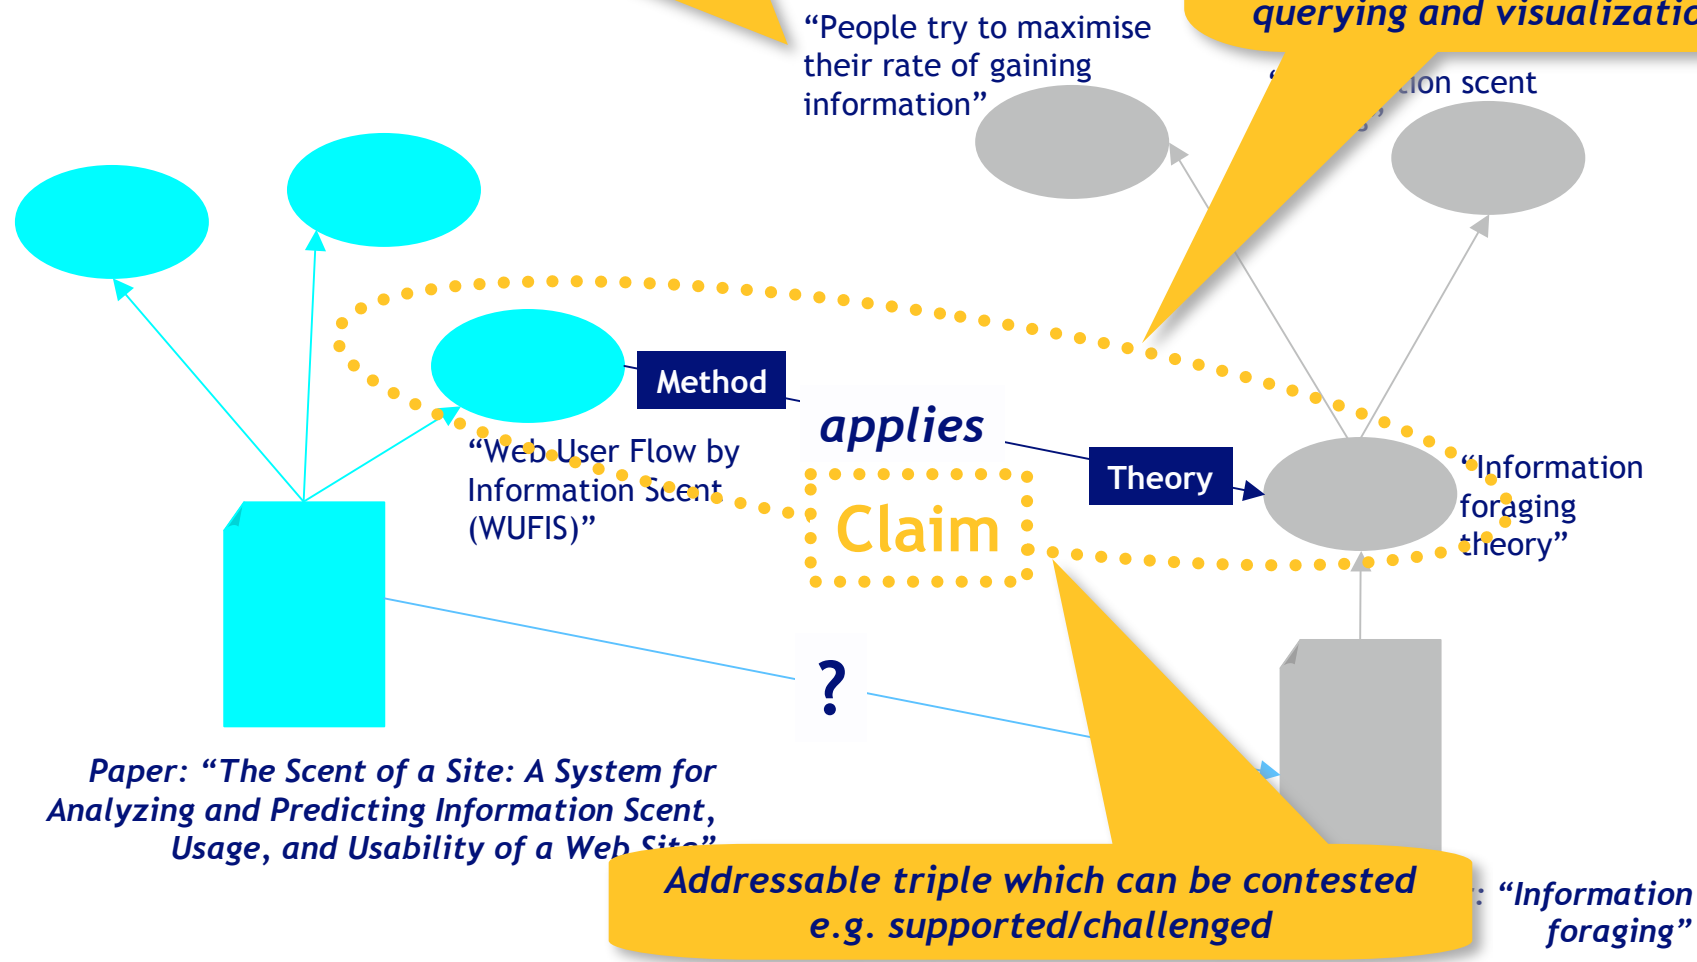 querying and visualizatio
“People try to maximise
their rate of gaining
information”
scent
Method
applies
Theory
“Web User Flow by
Information Scent
(WUFIS)”
Claim
“Information
foraging
theory”
?
Paper: “The Scent of a Site: A System for
Analyzing and Predicting Information Scent,
Usage, and Usability of a Web Site”
Addressable triple which can be contested
e.g. supported/challenged
: “Information
foraging”